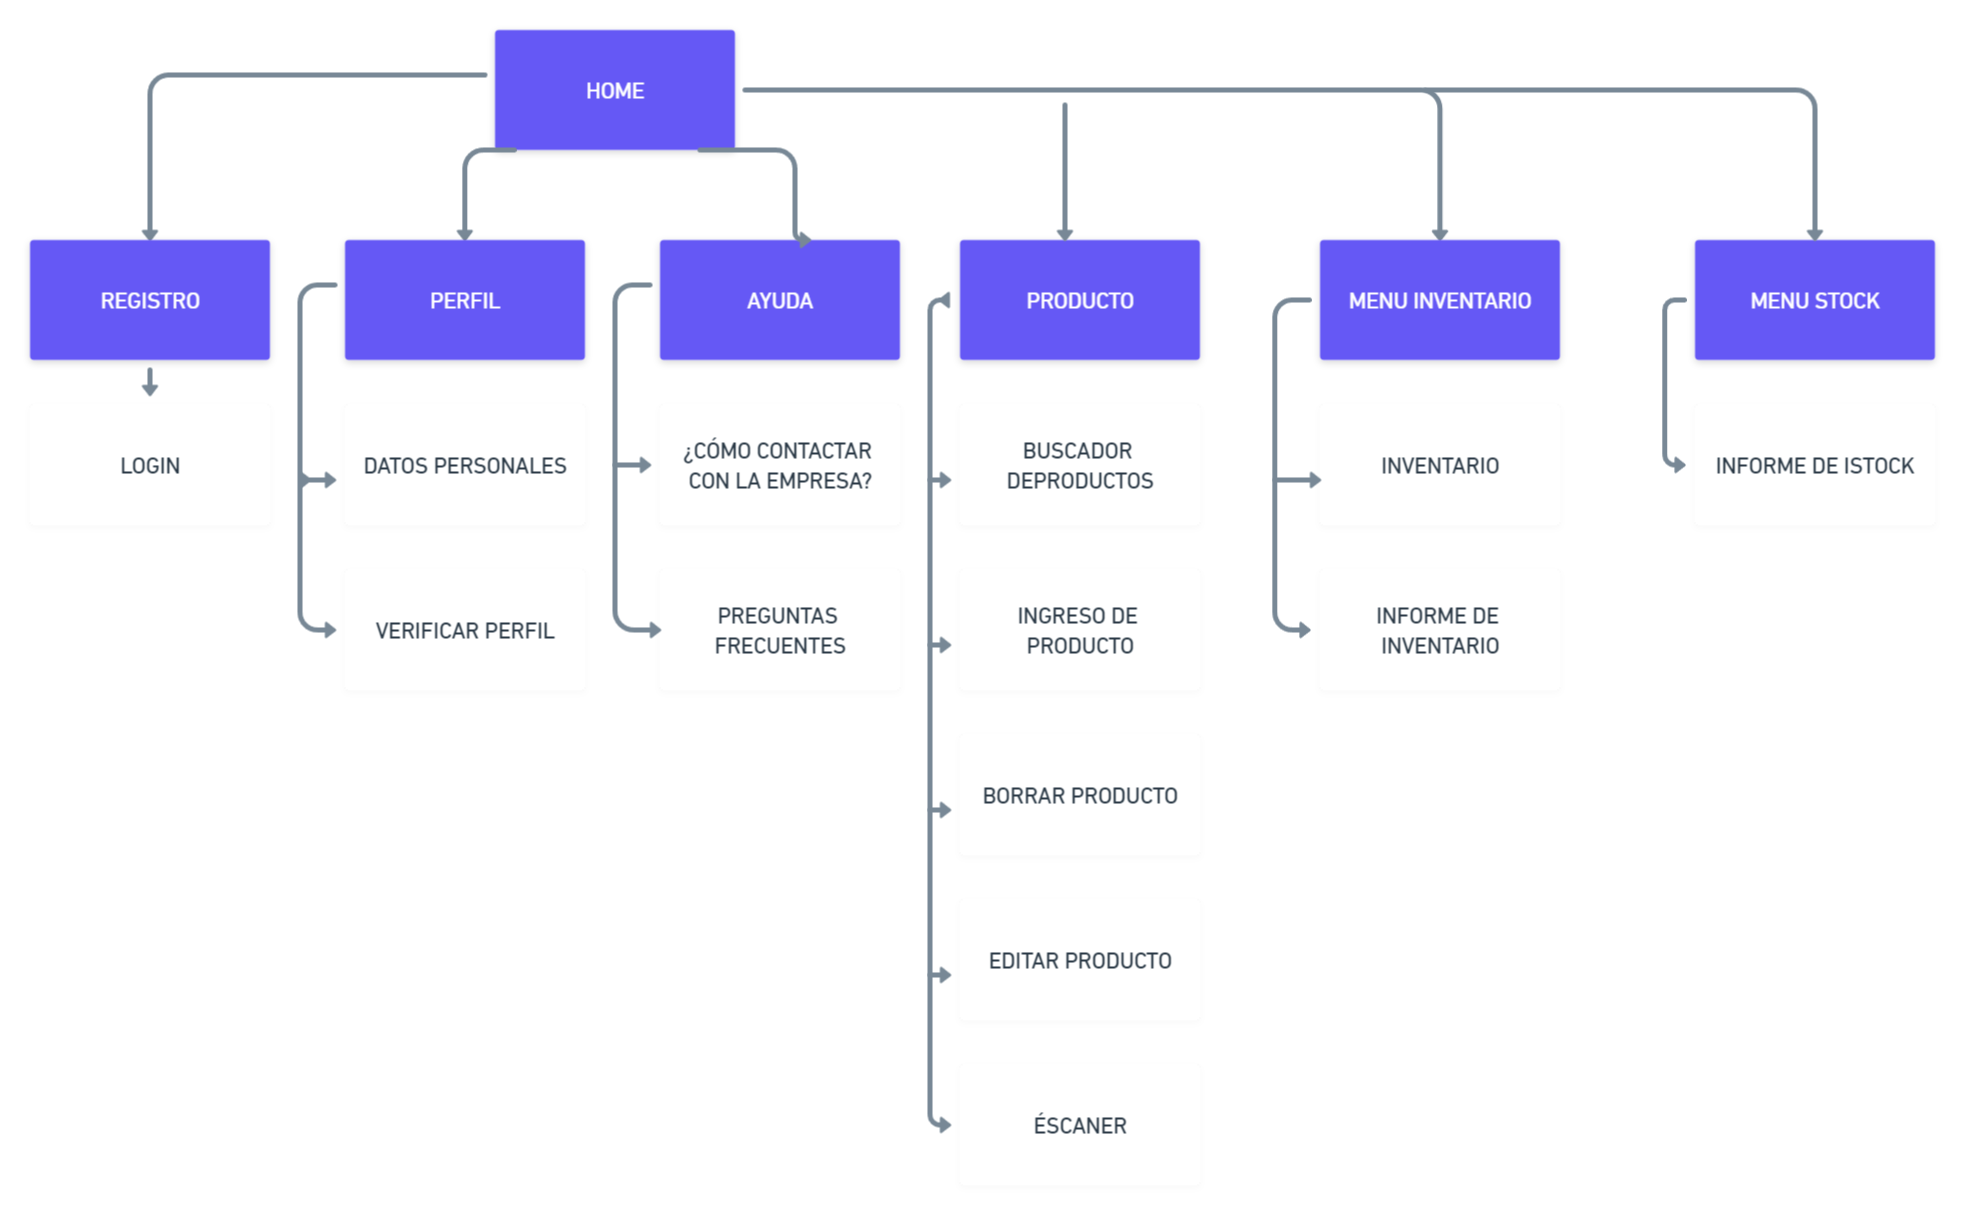 HOME
REGISTRO
PERFIL
AYUDA
PRODUCTO
MENU INVENTARIO
MENU STOCK
LOGIN
DATOS PERSONALES
VERIFICAR PERFIL
¿CÓMO CONTACTAR
CON LA EMPRESA?
PREGUNTAS
FRECUENTES
BUSCADOR
DEPRODUCTOS
INGRESO DE
PRODUCTO
BORRAR PRODUCTO
EDITAR PRODUCTO
ÉSCANER
INVENTARIO
INFORME DE
INVENTARIO
INFORME DE ISTOCK